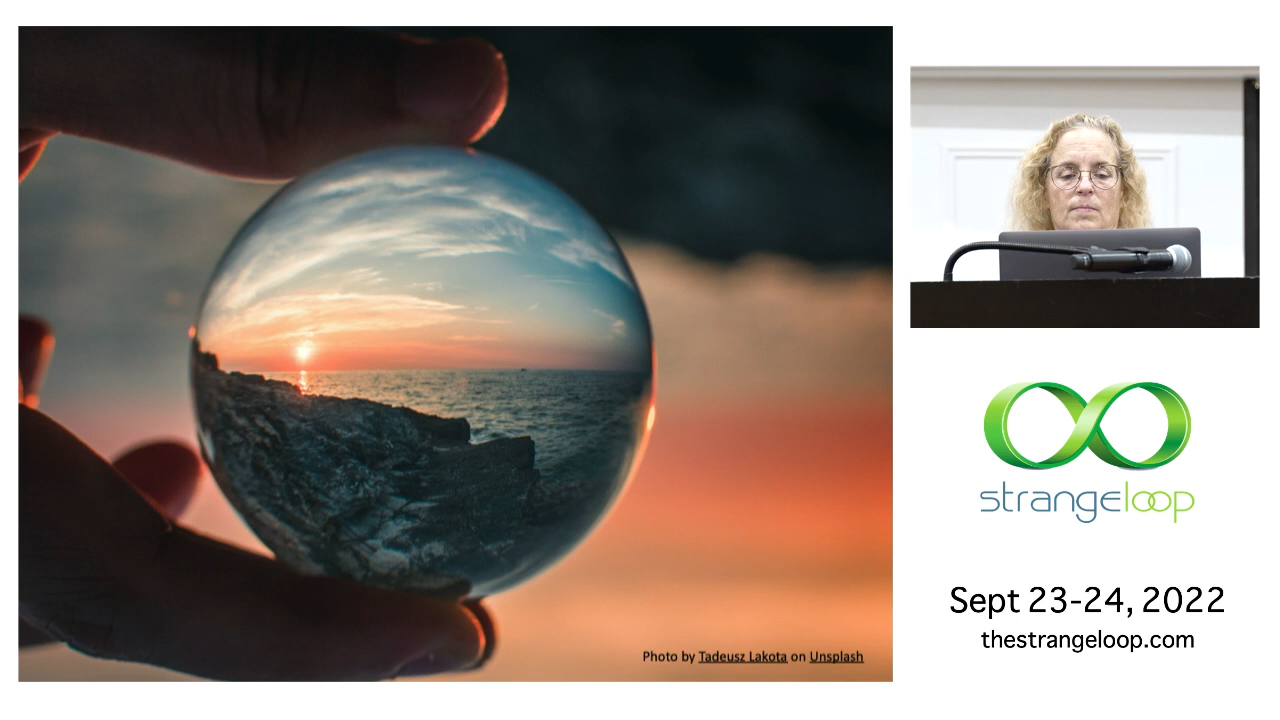 Photo by Tadeusz Lakota on Unsplash
strangeloop
Sept 23-24, 2022
thestrangeloop.com